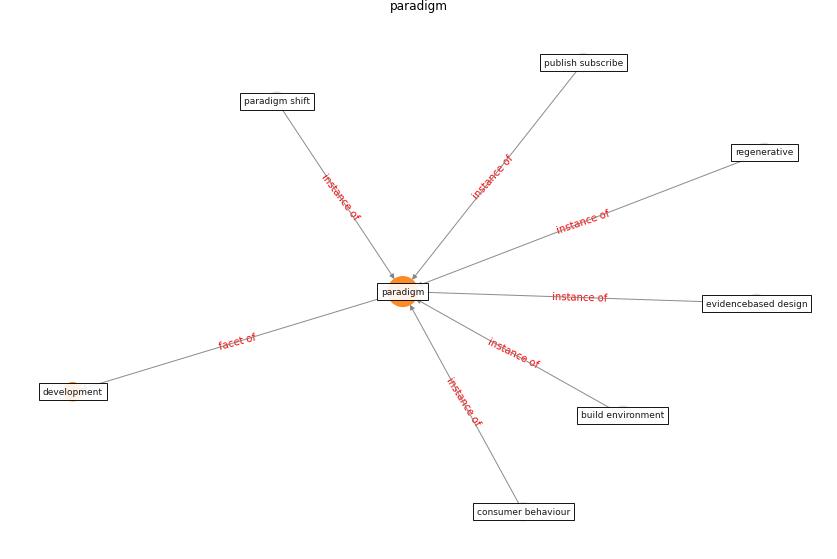 paradigm
publish subscribe
paradigm shift
regenerative
instance of
instance of
instance of
paradigm
instance of
evidencebased design
facet of
instance of
development
instance of
build environment
consumer behaviour